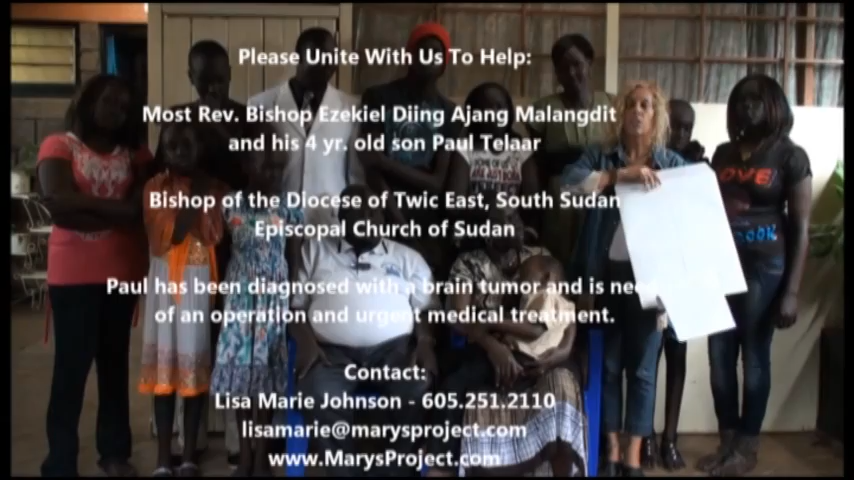 Please Unite With Us To Help:
Most Rev. Bishop Ezekiel Diing Ajang Malangdit
and his 4 yr. old son Paul Telaar
Bishop of the Diocese of Twic East, South Sudan
Episcopal Church of Sudan
Paul has been diagnosed with a brain tumor and is need
of an operation and urgent medical treatment.
Contact:
Lisa Marie Johnson - 605.251.2110
lisamarie@marysproject.com
www.MarysProject.com
LOVE